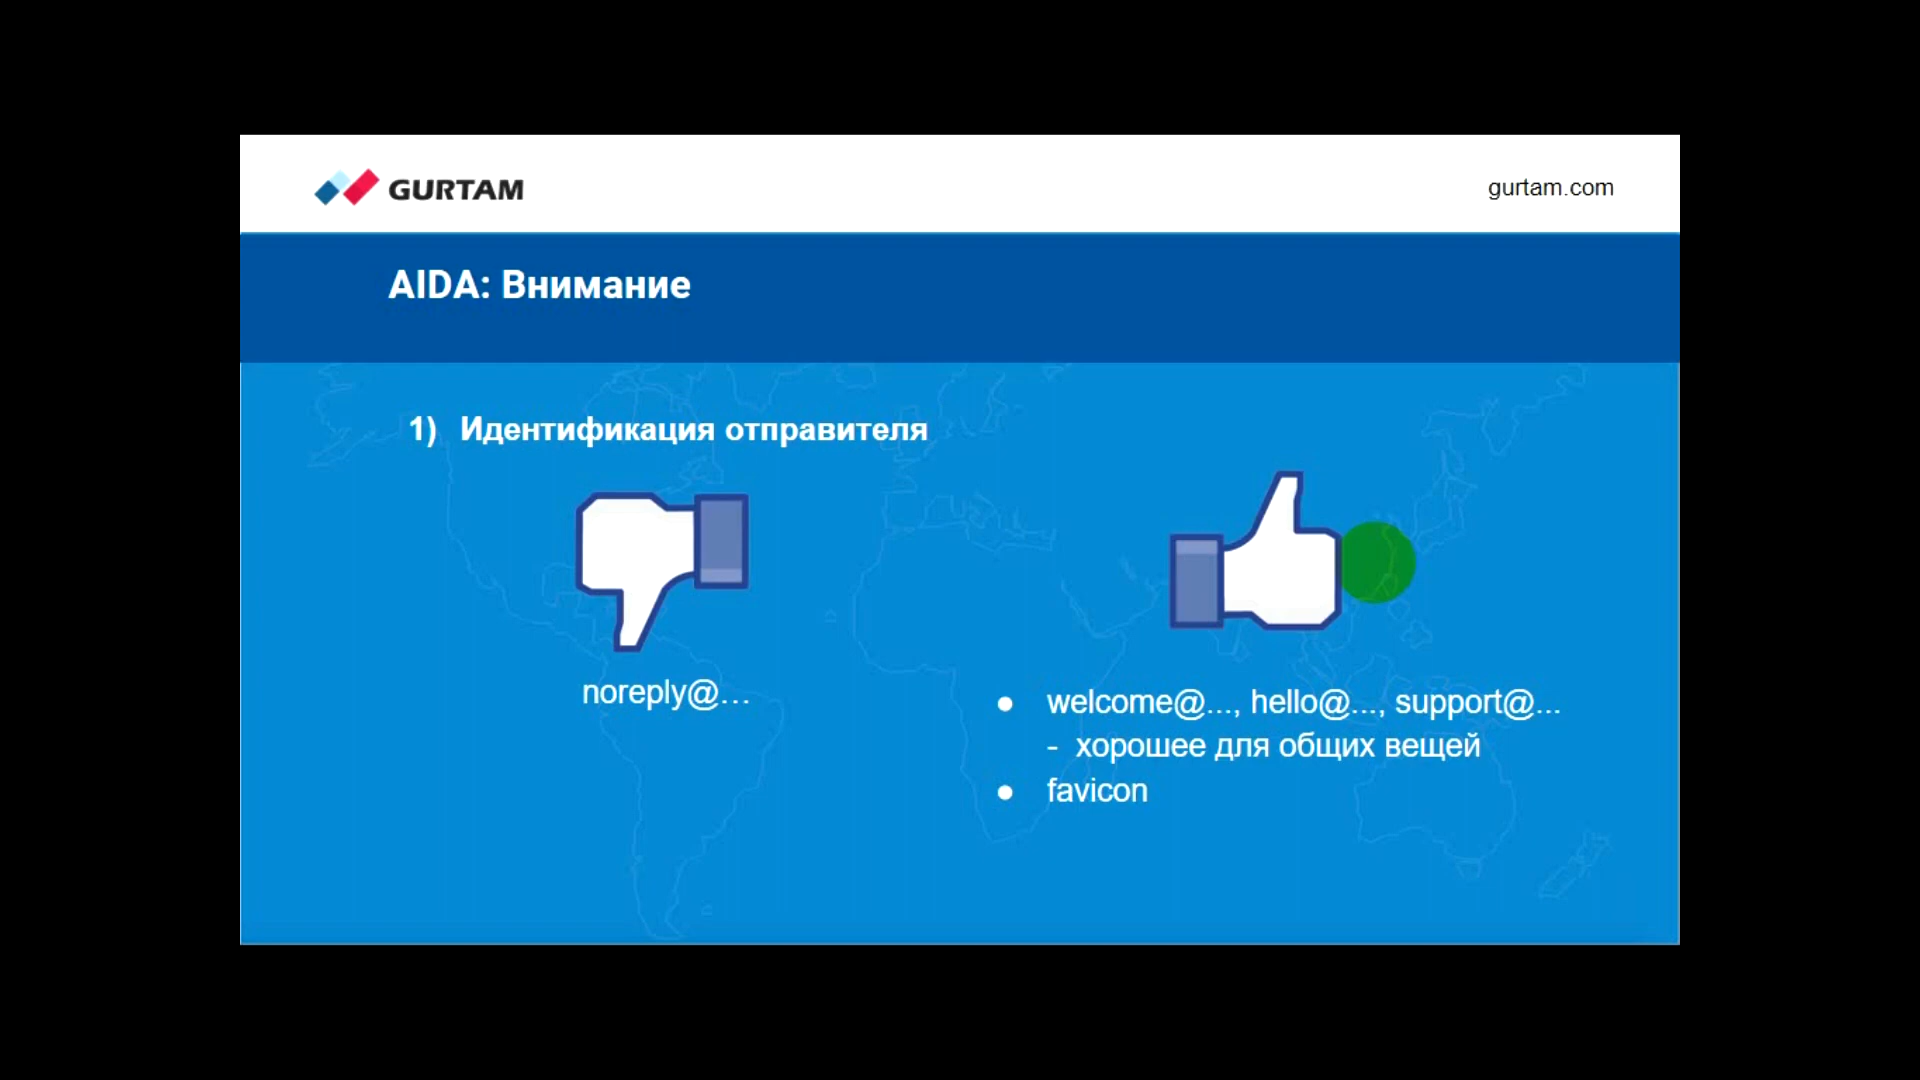 GURTAM
gurtam.com
AIDA: Внимание
1) Идентификация отправителя
noreply@...
● welcome@..., hello@..., support@...
- хорошее для общих вещей
● favicon